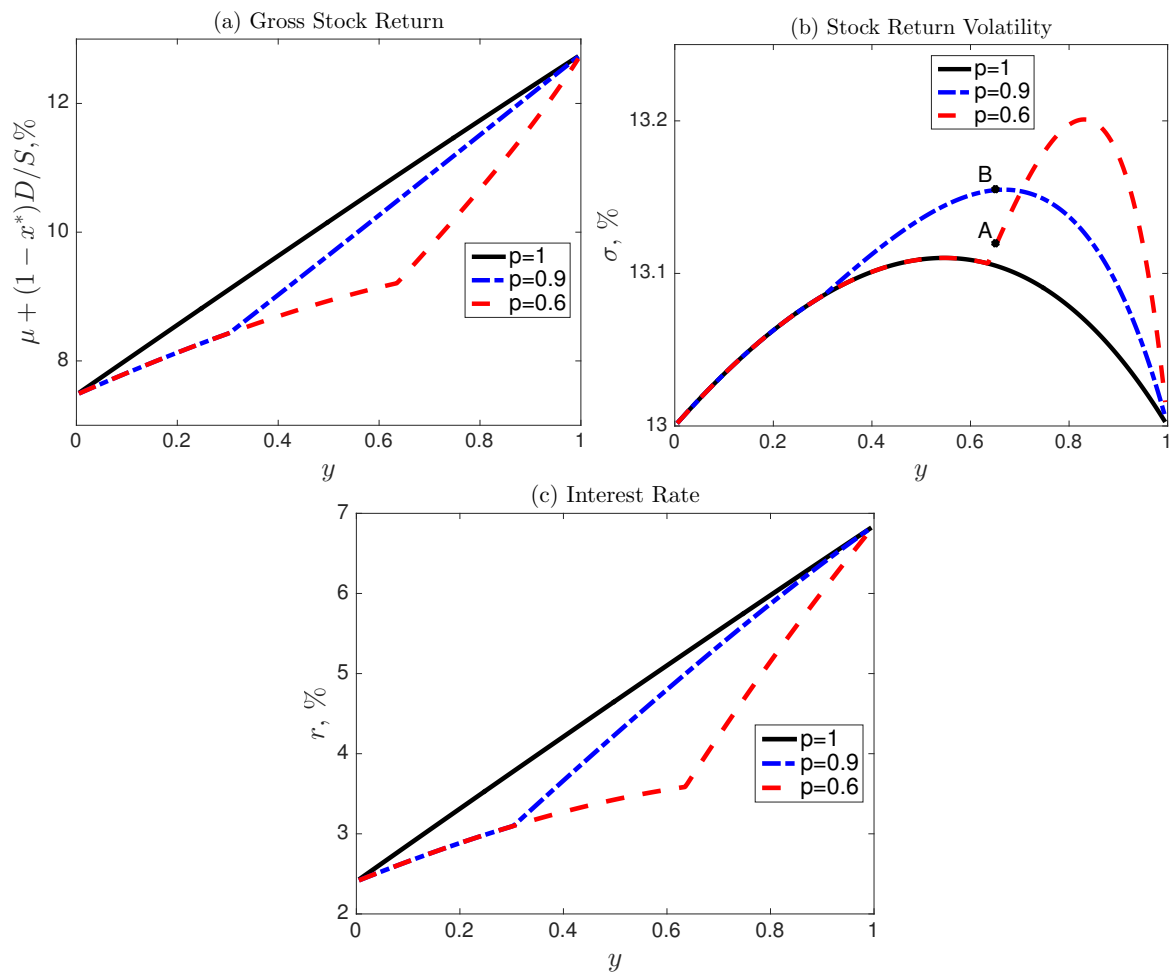 (a) Gross Stock Return
μ + (1 − x*)D/S,%
12
10
8
0
0.2
0.4
0.6
0.8
1
y
p=1
p=0.9
p=0.6
(b) Stock Return Volatility
σ, %
13.2
13.1
13
0
0.2
0.4
0.6
0.8
1
y
p=1
p=0.9
p=0.6
B
A
(c) Interest Rate
r, %
7
6
5
4
3
2
0
0.2
0.4
0.6
0.8
1
y
p=1
p=0.9
p=0.6